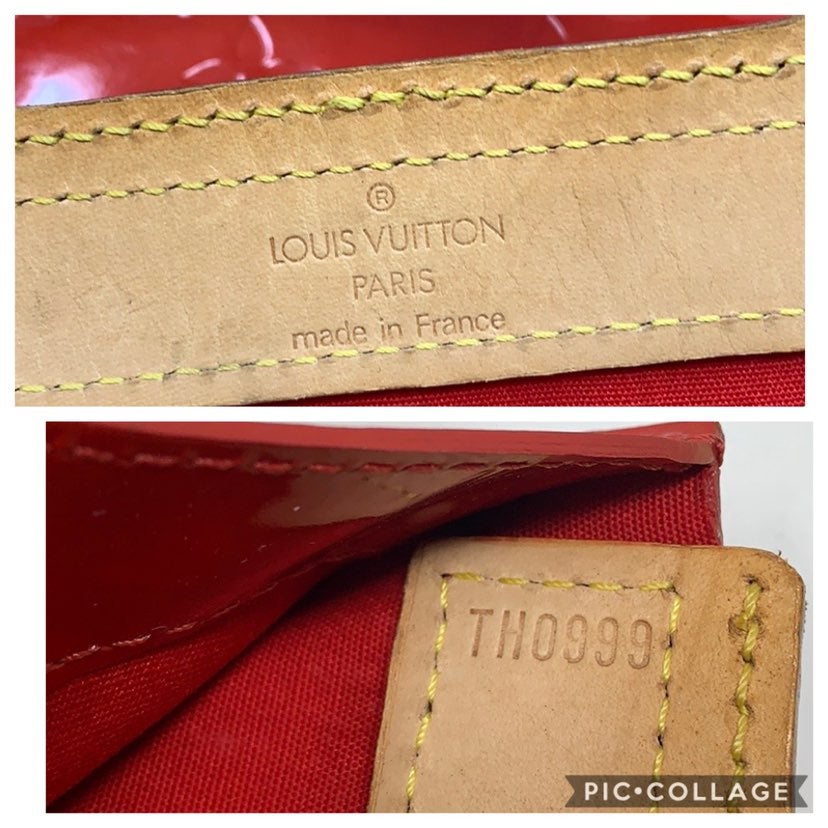 ®
LOUIS VUITTON
PARIS
made in France
TH0999
PIC•COLLAGE